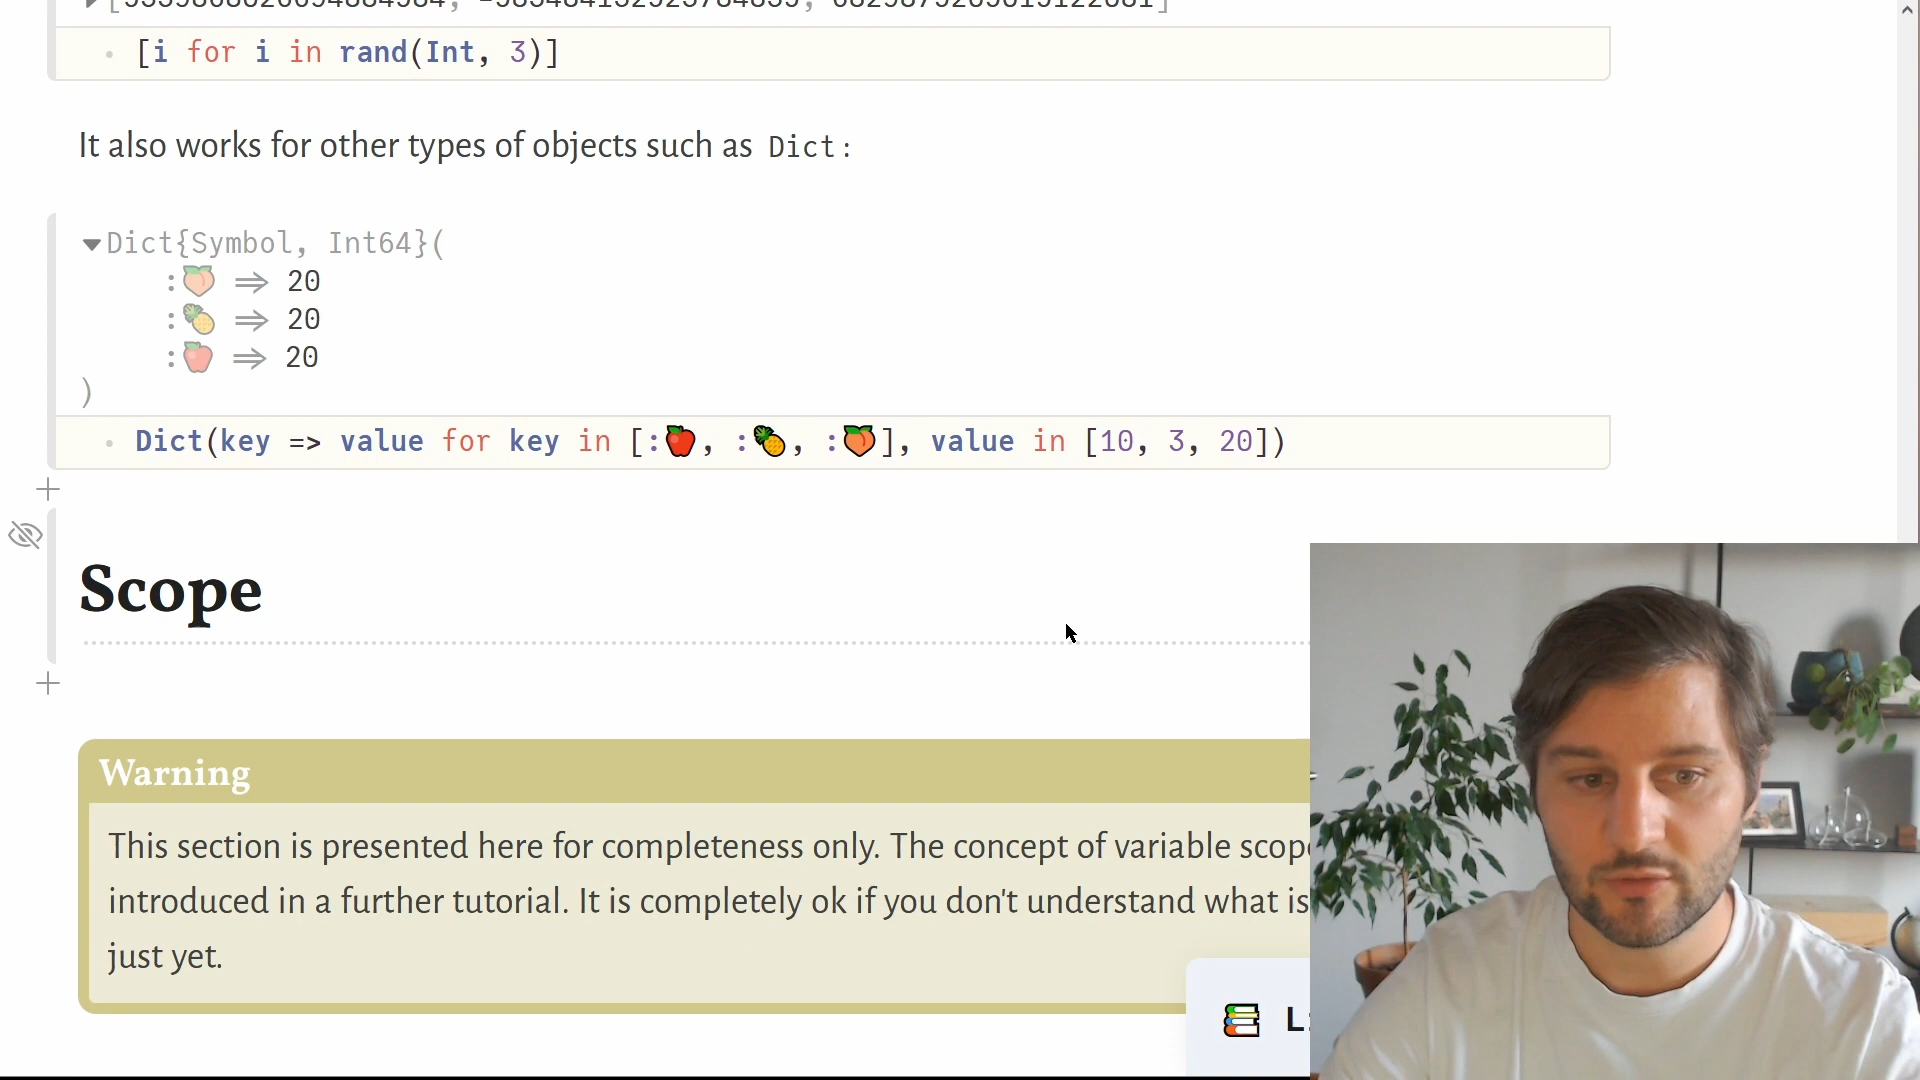 [i for i in rand(Int, 3)]
It also works for other types of objects such as Dict:
Dict{Symbol, Int64}(
:🍑 ⇒ 20
:🍍 ⇒ 20
:🍎 ⇒ 20
)
Dict(key => value for key in [:🍎, :🍍, :🍑], value in [10, 3, 20])
Scope
Warning
This section is presented here for completeness only. The concept of variable scope
introduced in a further tutorial. It is completely ok if you don't understand what is
just yet.